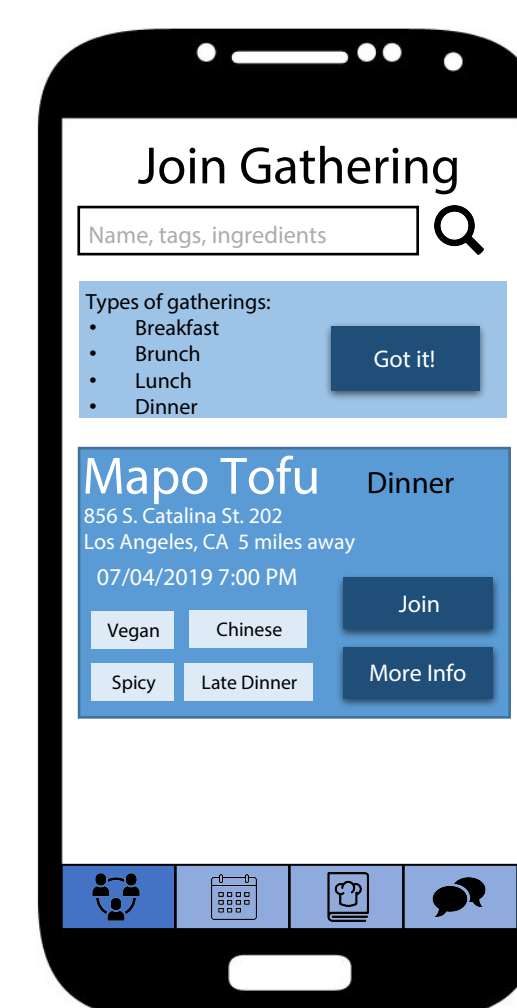 Join Gathering
Name, tags, ingredients
Types of gatherings:
• Breakfast
• Brunch
• Lunch
• Dinner
Got it!
Mapo Tofu
Dinner
856 S. Catalina St. 202
Los Angeles, CA 5 miles away
07/04/2019 7:00 PM
Join
Vegan
Chinese
More Info
Spicy
Late Dinner